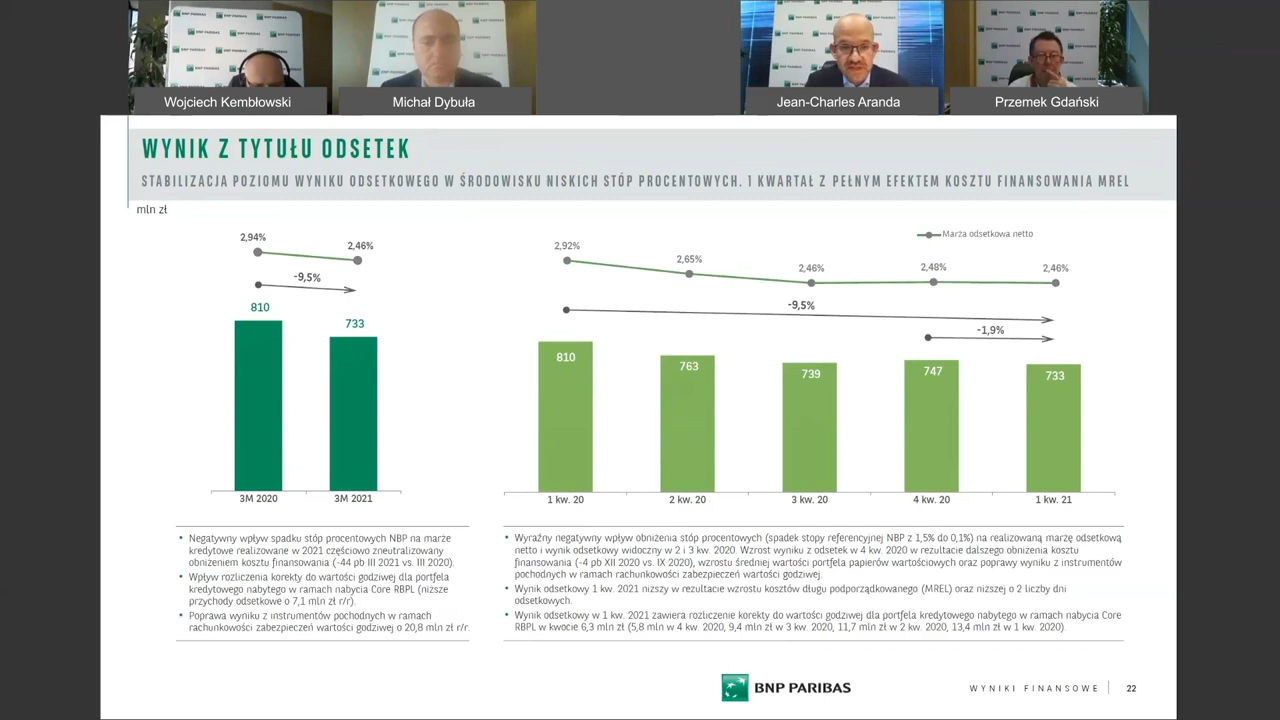 Wojciech Kembłowski
Michał Dybuła
Jean-Charles Aranda
Przemek Gdański
WYNIK Z TYTUŁU ODSETEK
STABILIZACJA POZIOMU WYNIKU ODSETKOWEGO W ŚRODOWISKU NISKICH STÓP PROCENTOWYCH. 1 KWARTAŁ Z PEŁNYM EFEKTEM KOSZTU FINANSOWANIA MREL
mln zł
2,94%
2,46%
-9,5%
810
733
3M 2020
3M 2021
Marża odsetkowa netto
2,92%
2,65%
2,46%
2,48%
2,46%
-9,5%
-1,9%
810
763
739
747
733
1 kw. 20
2 kw. 20
3 kw. 20
4 kw. 20
1 kw. 21
• Negatywny wpływ spadku stóp procentowych NBP na marże
kredytowe realizowane w 2021 częściowo zneutralizowany
obniżeniem kosztu finansowania (-44 pb III 2021 vs. III 2020).
• Wpływ rozliczenia korekty do wartości godziwej dla portfela
kredytowego nabytego w ramach nabycia Core RBPL (niższe
przychody odsetkowe o 7,1 mln zł r/r).
• Poprawa wyniku z instrumentów pochodnych w ramach
rachunkowości zabezpieczeń wartości godziwej o 20,8 mln zł r/r.
• Wyraźny negatywny wpływ obniżenia stóp procentowych (spadek stopy referencyjnej NBP z 1,5% do 0,1%) na realizowaną marżę odsetkową
netto i wynik odsetkowy widoczny w 2 i 3 kw. 2020. Wzrost wyniku z odsetek w 4 kw. 2020 w rezultacie dalszego obniżenia kosztu
finansowania (-4 pb XII 2020 vs. IX 2020), wzrostu średniej wartości portfela papierów wartościowych oraz poprawy wyniku z instrumentów
pochodnych w ramach rachunkowości zabezpieczeń wartości godziwej.
• Wynik odsetkowy 1 kw. 2021 niższy w rezultacie wzrostu kosztów długu podporządkowanego (MREL) oraz niższej o 2 liczby dni
odsetkowych.
• Wynik odsetkowy w 1 kw. 2021 zawiera rozliczenie korekty do wartości godziwej dla portfela kredytowego nabytego w ramach nabycia Core
RBPL w kwocie 6,3 mln zł (5,8 mln w 4 kw. 2020, 9,4 mln zł w 3 kw. 2020, 11,7 mln zł w 2 kw. 2020, 13,4 mln zł w 1 kw. 2020).
BNP PARIBAS
WYNIKI FINANSOWE | 22